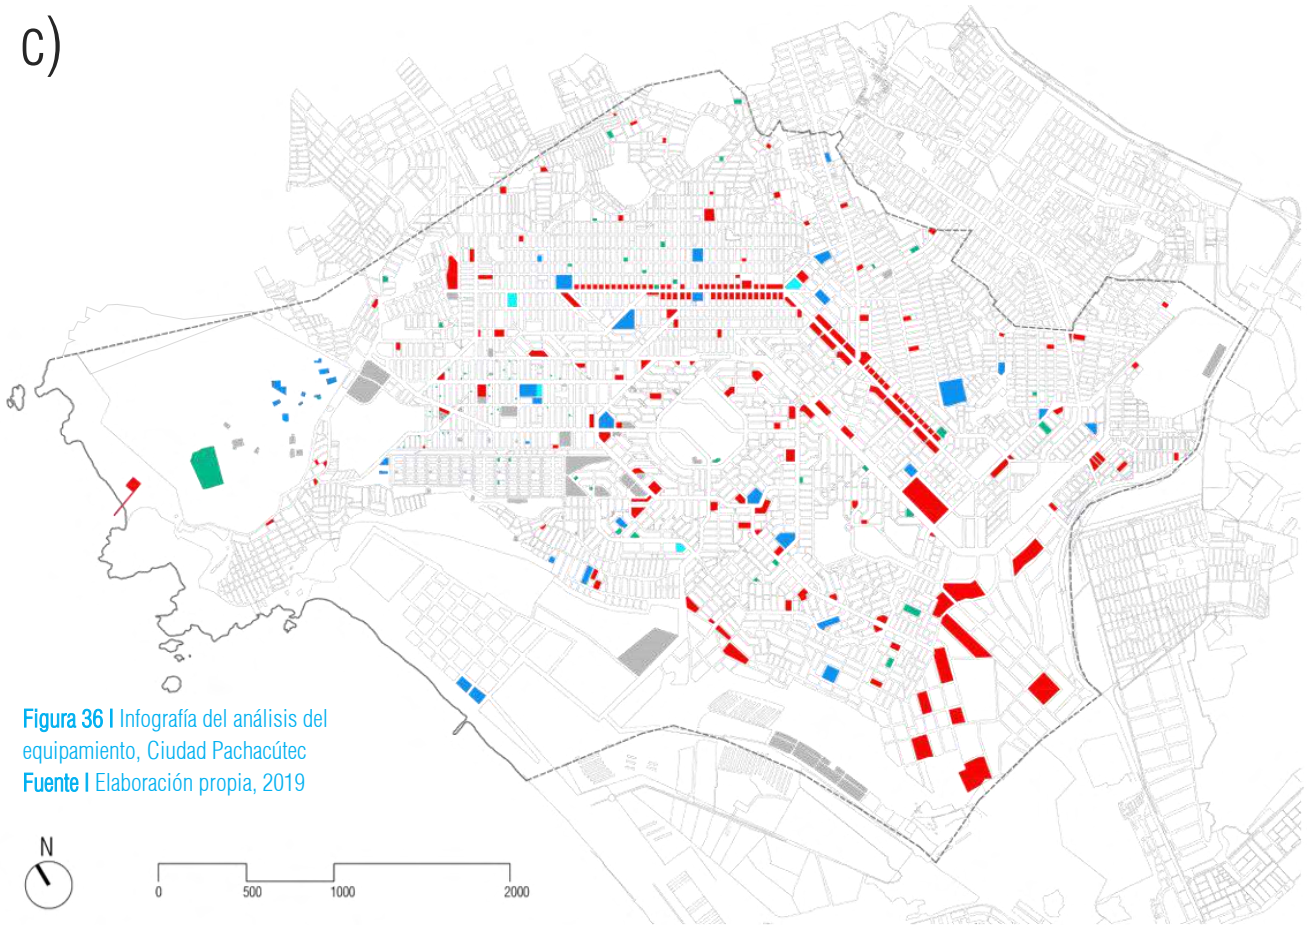 c)
Figura 36 I Infografía del análisis del
equipamiento, Ciudad Pachacútec
Fuente I Elaboración propia, 2019
N
0 500 1000 2000